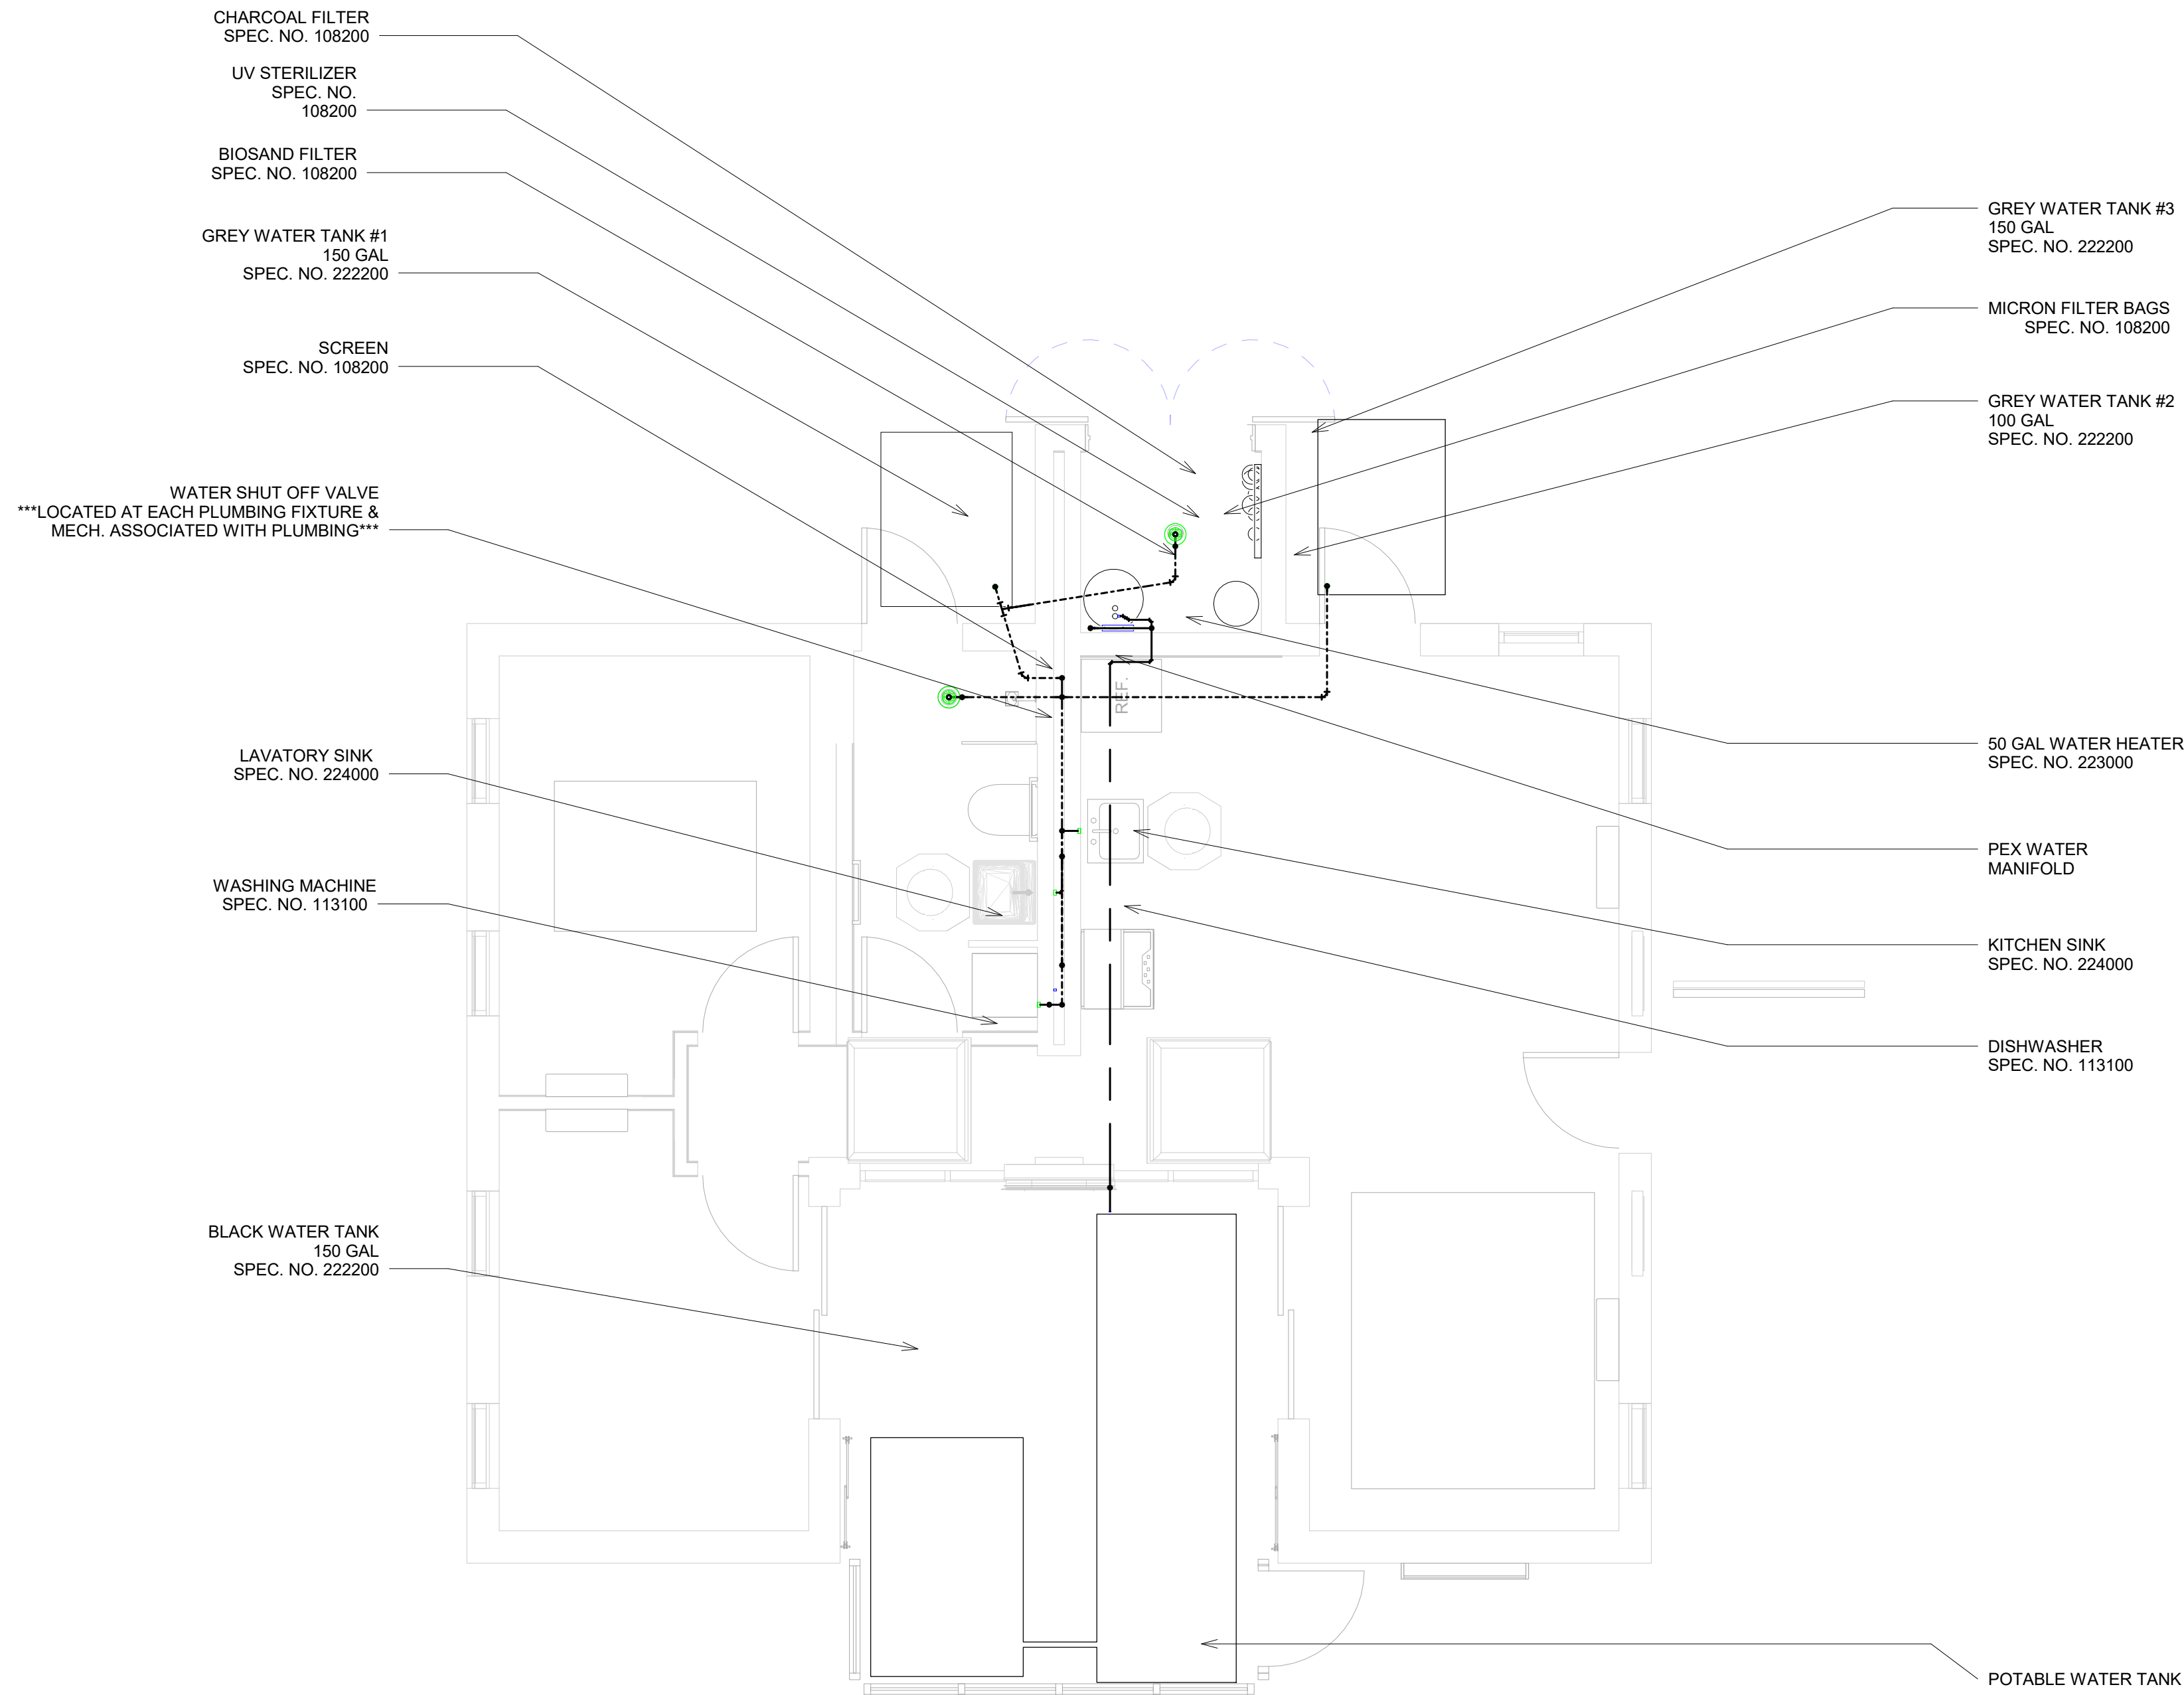 CHARCOAL FILTER
SPEC. NO. 108200
UV STERILIZER
SPEC. NO.
108200
BIOSAND FILTER
SPEC. NO. 108200
GREY WATER TANK #1
150 GAL
SPEC. NO. 222200
SCREEN
SPEC. NO. 108200
WATER SHUT OFF VALVE
***LOCATED AT EACH PLUMBING FIXTURE &
MECH. ASSOCIATED WITH PLUMBING***
LAVATORY SINK
SPEC. NO. 224000
WASHING MACHINE
SPEC. NO. 113100
BLACK WATER TANK
150 GAL
SPEC. NO. 222200
REF.
GREY WATER TANK #3
150 GAL
SPEC. NO. 222200
MICRON FILTER BAGS
SPEC. NO. 108200
GREY WATER TANK #2
100 GAL
SPEC. NO. 222200
50 GAL WATER HEATER
SPEC. NO. 223000
PEX WATER
MANIFOLD
KITCHEN SINK
SPEC. NO. 224000
DISHWASHER
SPEC. NO. 113100
POTABLE WATER TANK